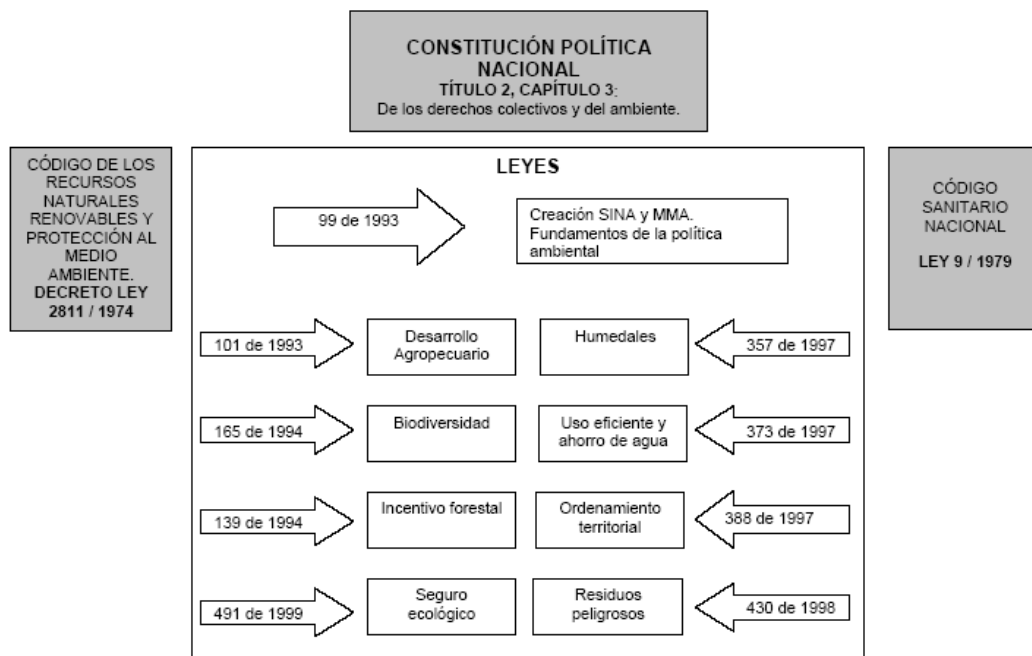 CONSTITUCIÓN POLÍTICA
NACIONAL
TÍTULO 2, CAPÍTULO 3:
De los derechos colectivos y del ambiente.
CÓDIGO DE LOS
RECURSOS
NATURALES
RENOVABLES Y
PROTECCIÓN AL
MEDIO
AMBIENTE.
DECRETO LEY
2811 / 1974
LEYES
99 de 1993
Creación SINA y MMA.
Fundamentos de la política
ambiental
101 de 1993
Desarrollo
Agropecuario
Humedales
357 de 1997
165 de 1994
Biodiversidad
Uso eficiente y
ahorro de agua
373 de 1997
139 de 1994
Incentivo forestal
Ordenamiento
territorial
388 de 1997
491 de 1999
Seguro
ecológico
Residuos
peligrosos
430 de 1998
CÓDIGO
SANITARIO
NACIONAL
LEY 9 / 1979